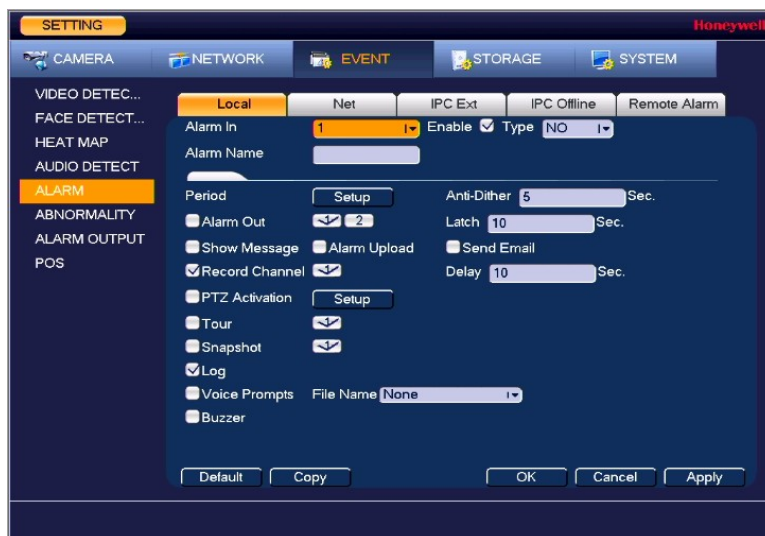 SETTING
Honeywell
CAMERA NETWORK EVENT STORAGE SYSTEM
VIDEO DETEC...
FACE DETECT...
HEAT MAP
AUDIO DETECT
ALARM
ABNORMALITY
ALARM OUTPUT
POS
Local Net IPC Ext IPC Offline Remote Alarm
Alarm In 1 Enable Type NO
Alarm Name
Period Setup Anti-Dither 5 Sec.
Alarm Out 1 2 Latch 10 Sec.
Show Message Alarm Upload Send Email
Record Channel 1 Delay 10 Sec.
PTZ Activation Setup
Tour 1
Snapshot 1
Log
Voice Prompts File Name None
Buzzer
Default Copy OK Cancel Apply